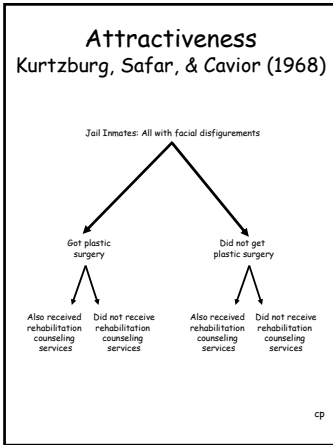 Attractiveness
Kurtzburg, Safar, & Cavior (1968)
Jail Inmates: All with facial disfigurements
Got plastic
surgery
Did not get
plastic surgery
Also received
rehabilitation
counseling
services
Did not receive
rehabilitation
counseling
services
Also received
rehabilitation
counseling
services
Did not receive
rehabilitation
counseling
services
cp